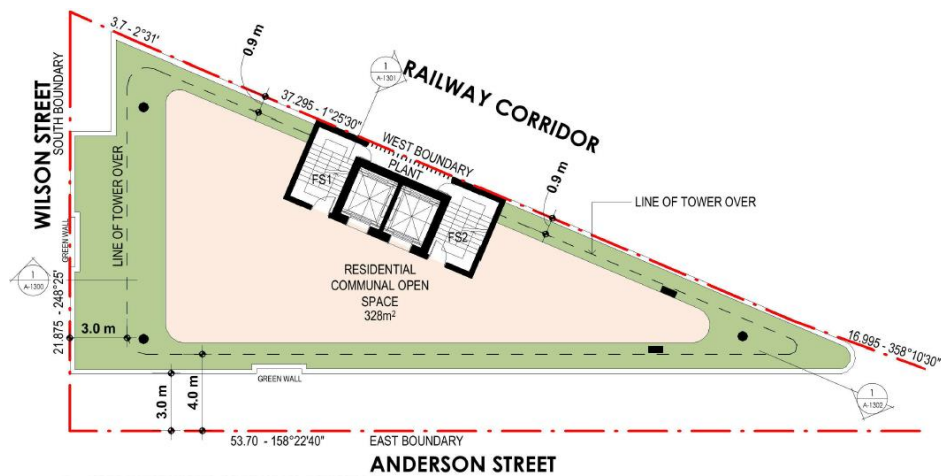 3.7 - 2°31'
0.9 m
1
A-1301
RAILWAY CORRIDOR
37.295 - 1°25'30"
WILSON STREET
SOUTH BOUNDARY
WEST BOUNDARY
PLANT
FS1
FS2
0.9 m
LINE OF TOWER OVER
LINE OF TOWER OVER
GREEN WALL
1
A-1300
RESIDENTIAL
COMMUNAL OPEN
SPACE
328m²
21.875 - 248°25'
3.0 m
16.995 - 358°10'30"
GREEN WALL
3.0 m
4.0 m
1
A-1302
53.70 - 158°22'40"
EAST BOUNDARY
ANDERSON STREET